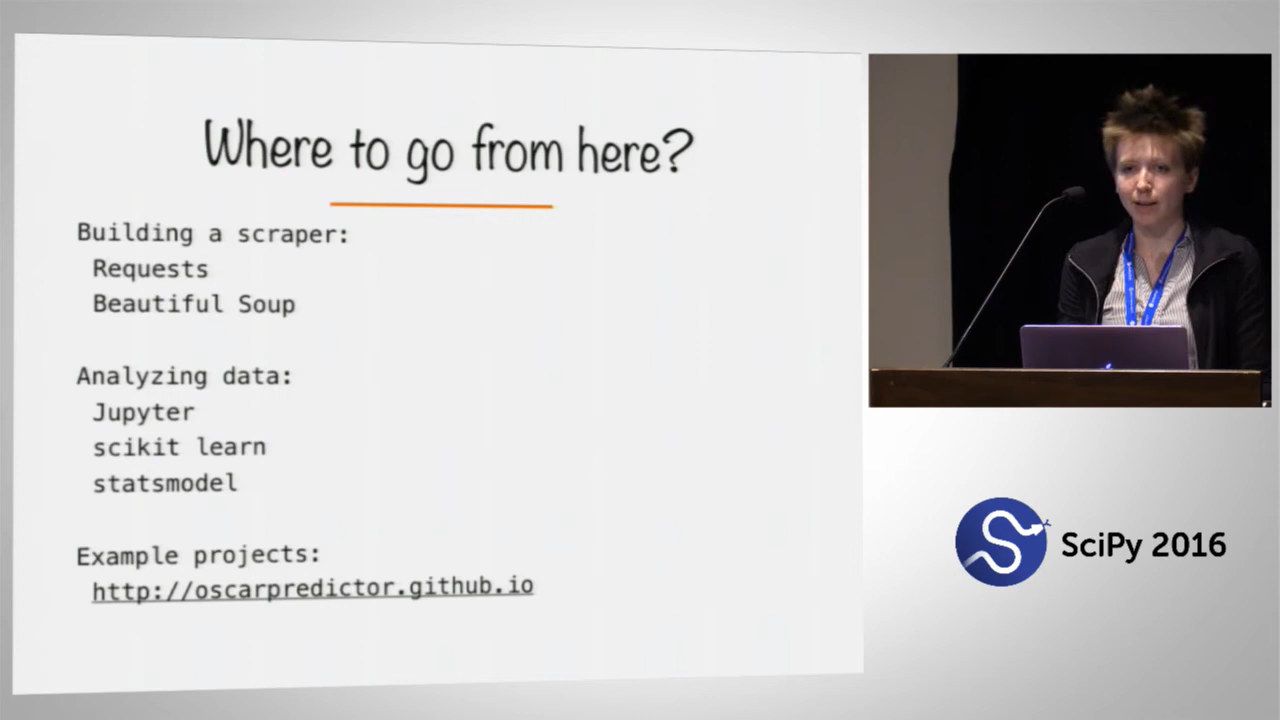 Where to go from here?
Building a scraper:
Requests
Beautiful Soup
Analyzing data:
Jupyter
scikit learn
statsmodel
Example projects:
http://oscarpredictor.github.io
SciPy 2016